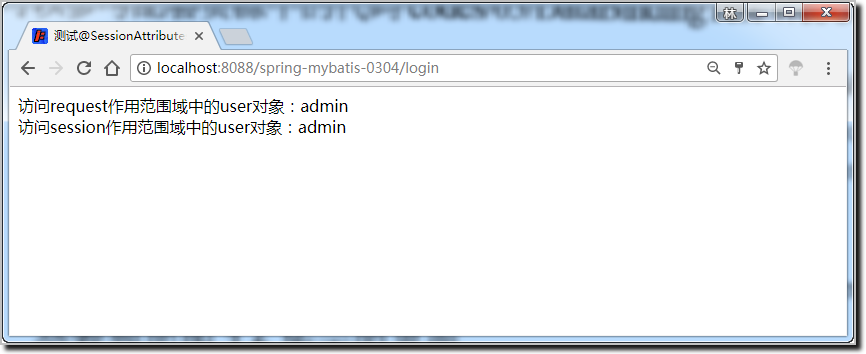 林
测试@SessionAttribute
localhost:8088/spring-mybatis-0304/login
访问request作用范围域中的user对象：admin
访问session作用范围域中的user对象：admin